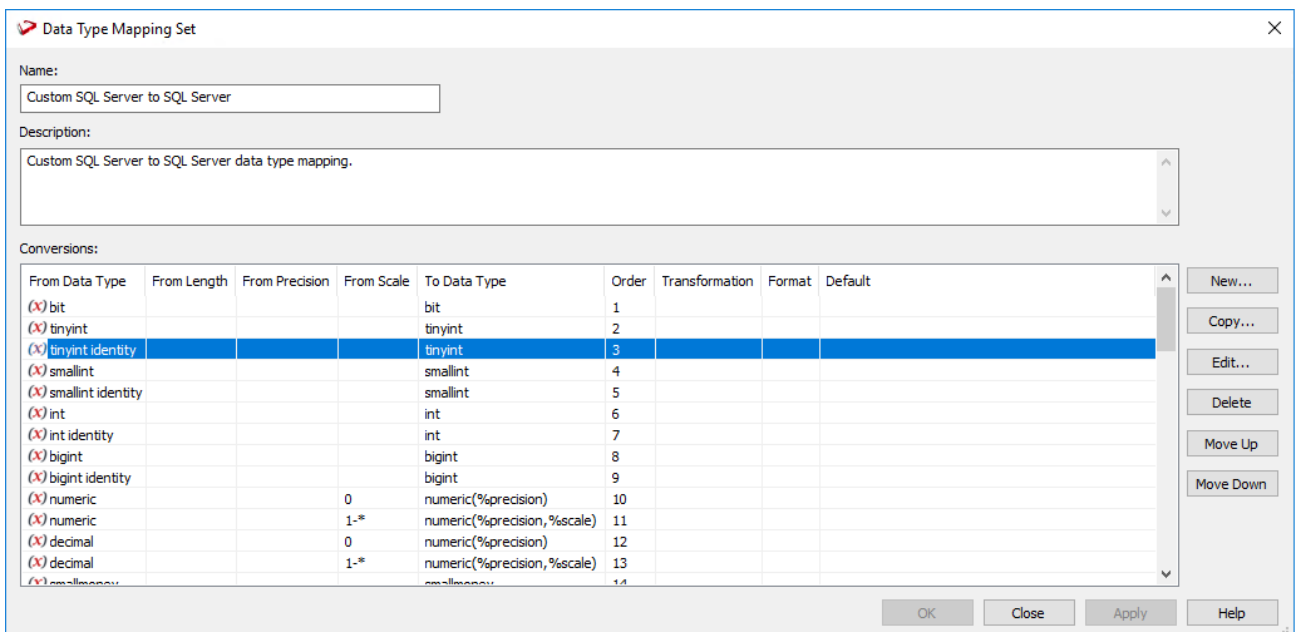 Data Type Mapping Set
Name:
Custom SQL Server to SQL Server
Description:
Custom SQL Server to SQL Server data type mapping.
Conversions:
From Data Type From Length From Precision From Scale To Data Type Order Transformation Format Default
(x) bit bit 1
(x) tinyint tinyint 2
(x) tinyint identity tinyint 3
(x) smallint smallint 4
(x) smallint identity smallint 5
(x) int int 6
(x) int identity int 7
(x) bigint bigint 8
(x) bigint identity bigint 9
(x) numeric 0 numeric(%precision) 10
(x) numeric 1-* numeric(%precision,%scale) 11
(x) decimal 0 numeric(%precision) 12
(x) decimal 1-* numeric(%precision,%scale) 13
(x) smallmoney smallmoney 14
New...
Copy...
Edit...
Delete
Move Up
Move Down
OK Close Apply Help